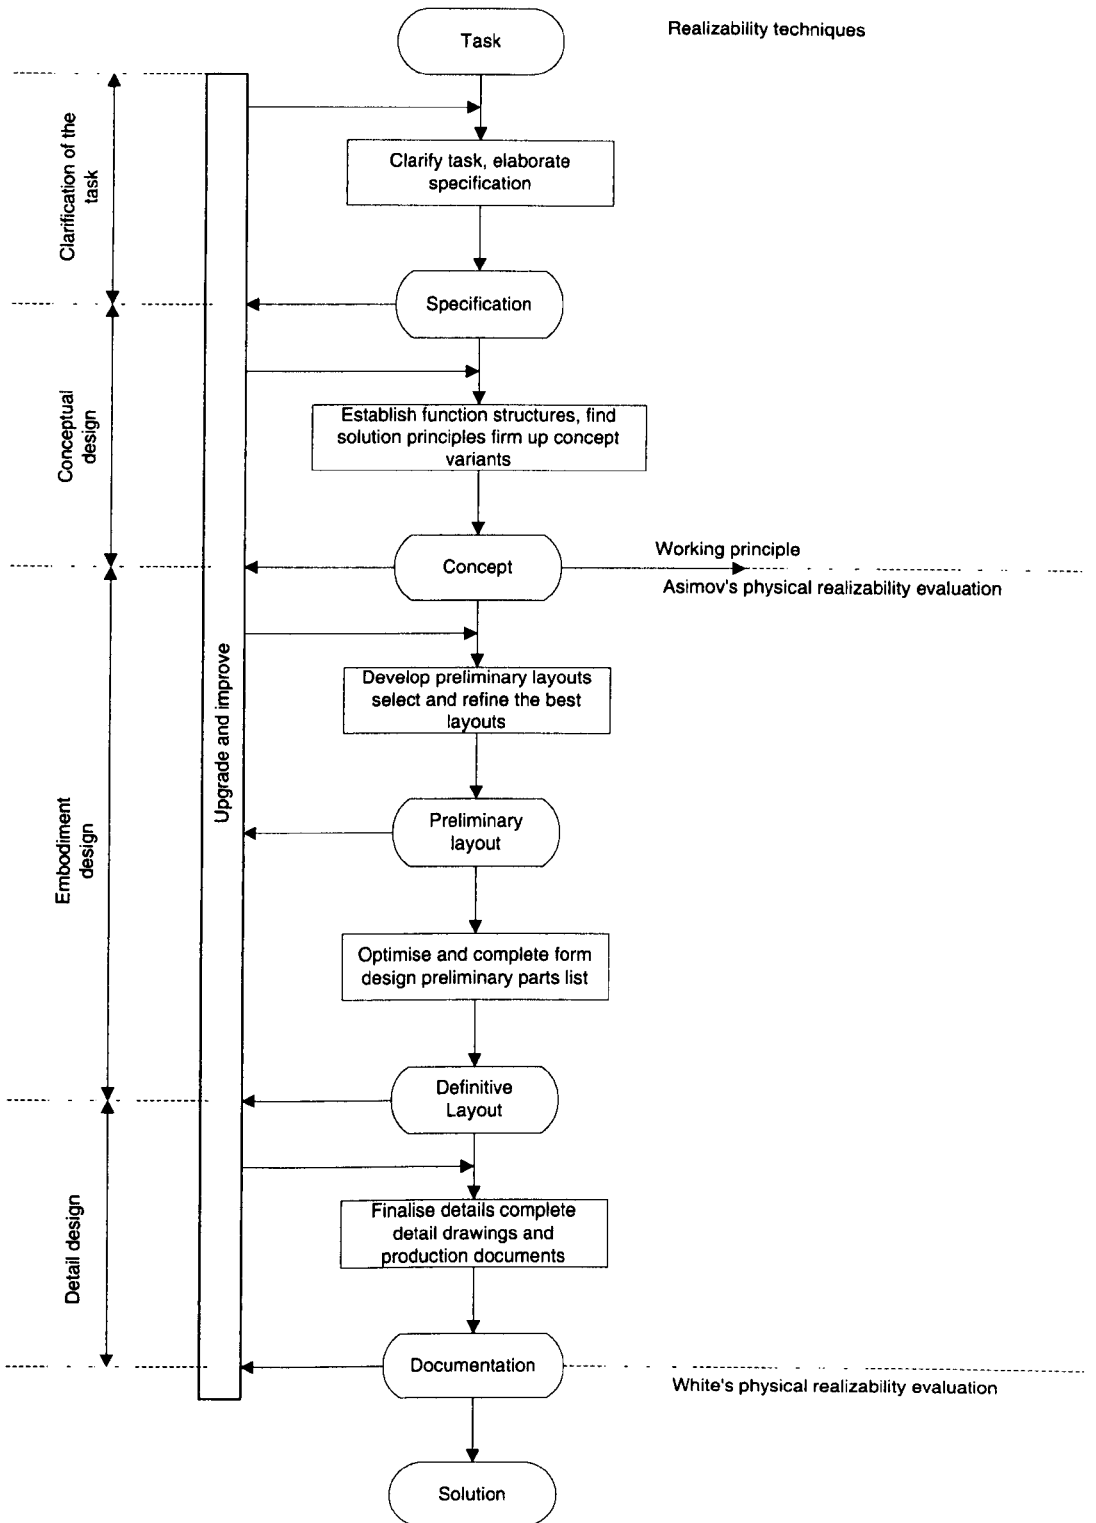 Task
Realizability techniques
Clarification of the
task
Clarify task, elaborate
specification
Specification
Conceptual
design
Establish function structures, find
solution principles firm up concept
variants
Concept
Working principle
Asimov's physical realizability evaluation
Upgrade and improve
Develop preliminary layouts
select and refine the best
layouts
Embodiment
design
Preliminary
layout
Optimise and complete form
design preliminary parts list
Definitive
Layout
Detail design
Finalise details complete
detail drawings and
production documents
Documentation
White's physical realizability evaluation
Solution